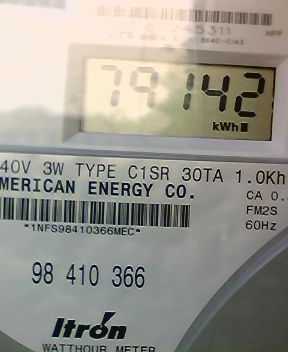 79142
kWh
40V 3W TYPE C1SR 30TA 1.0Kh
MERICAN ENERGY CO.
CA 0.
FM2S
60Hz
*1NFS98410366MEC*
98 410 366
Itrón
WATTHOUR METER